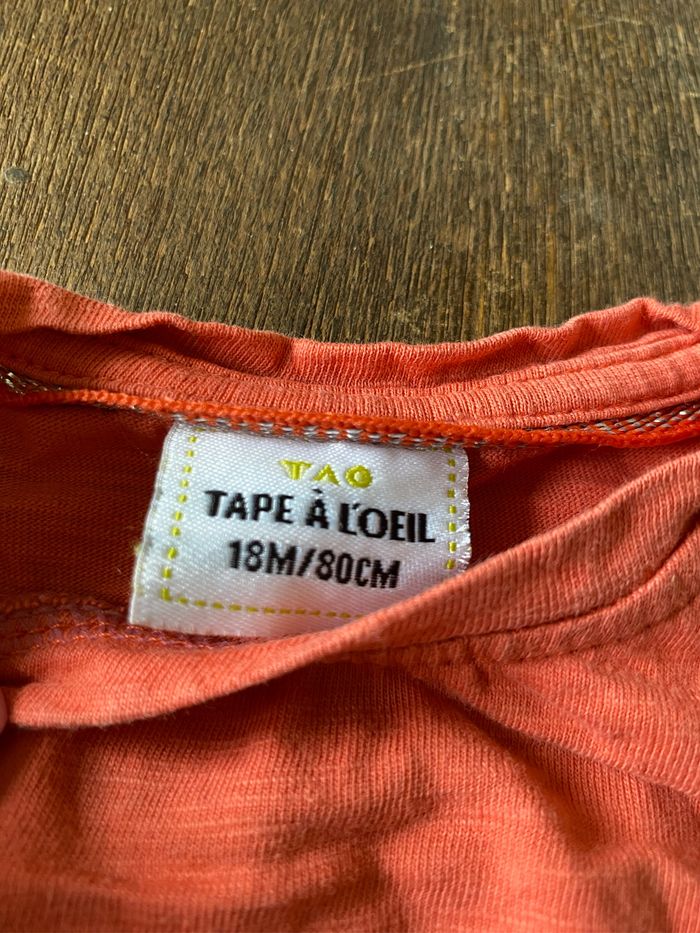 TAO
TAPE À L'OEIL
18M/80CM